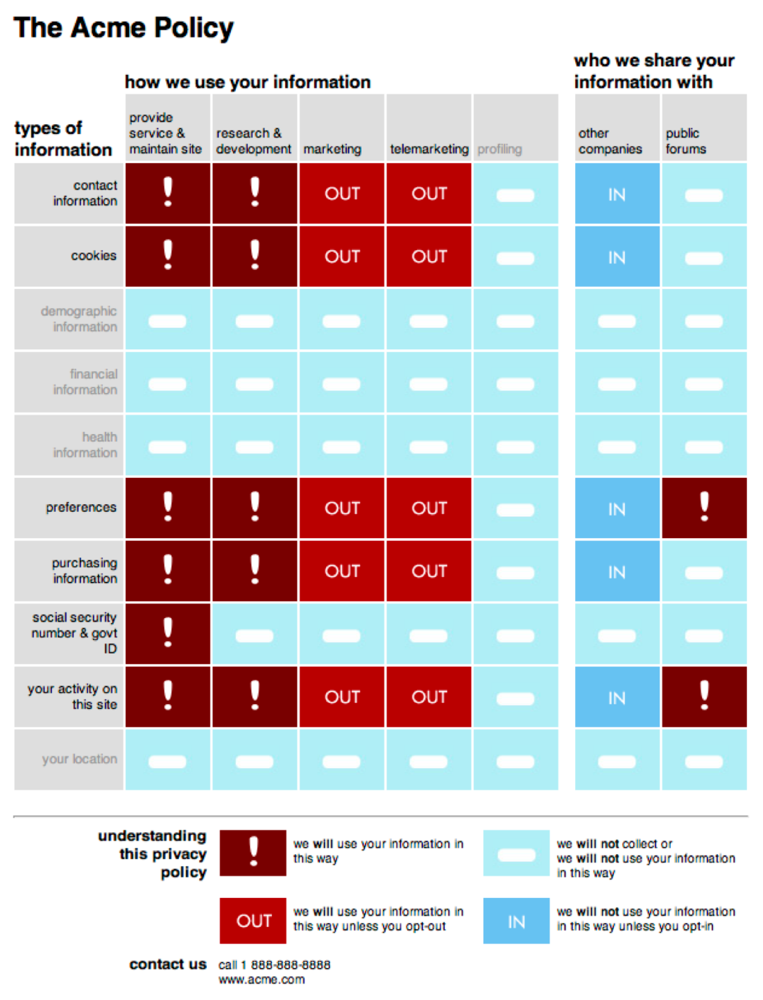 The Acme Policy
how we use your information
who we share your
information with
types of
information
provide
service &
maintain site
research &
development
marketing
telemarketing
profiling
other
companies
public
forums
contact
information
!
!
OUT
OUT
IN
cookies
!
!
OUT
OUT
IN
demographic
information
financial
information
health
information
preferences
!
!
OUT
OUT
IN
!
purchasing
information
!
!
OUT
OUT
IN
social security
number & govt
ID
!
your activity on
this site
!
!
OUT
OUT
IN
!
your location
understanding
this privacy
policy
!
we will use your information in
this way
we will not collect or
we will not use your information
in this way
OUT
we will use your information in
this way unless you opt-out
IN
we will not use your information
in this way unless you opt-in
contact us
call 1 888-888-8888
www.acme.com